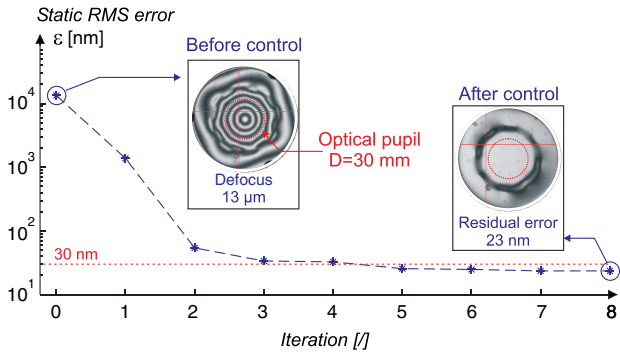 Static RMS error
ε [nm]
Before control
After control
10⁴
Optical pupil
D=30 mm
10³
Defocus
13 µm
10²
Residual error
23 nm
30 nm
10¹
0 1 2 3 4 5 6 7 8
Iteration [/]